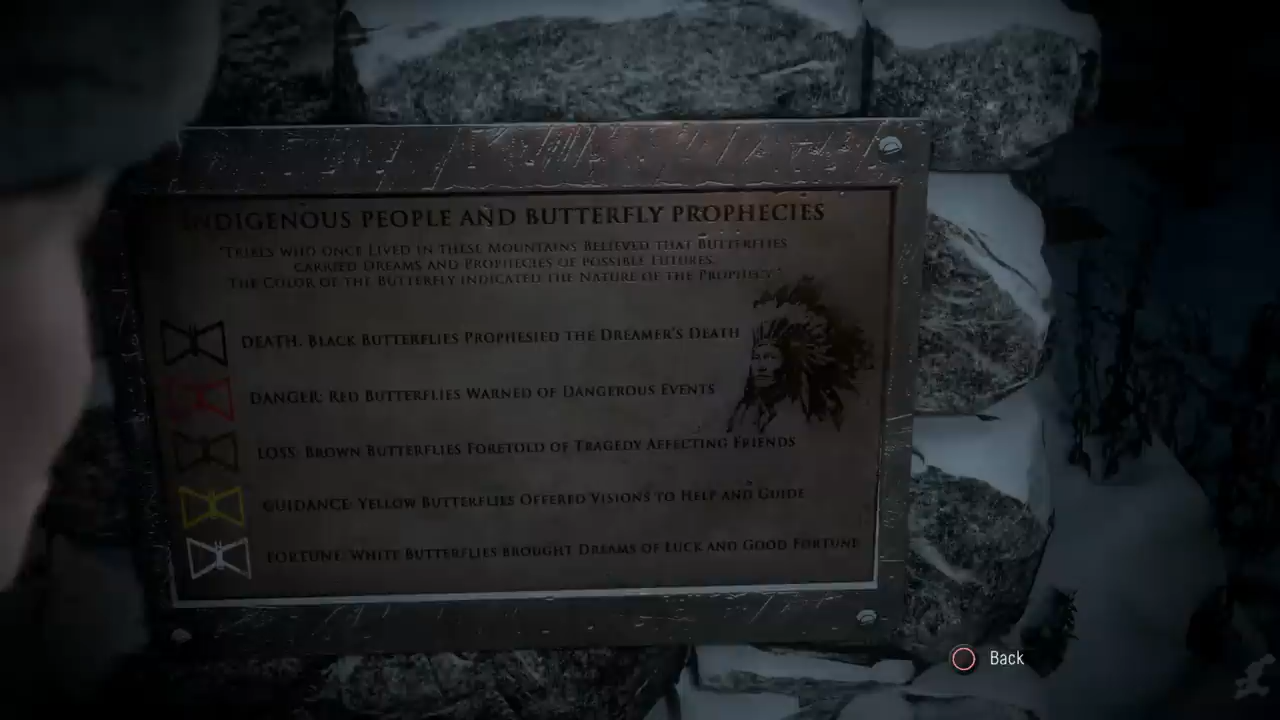 INDIGENOUS PEOPLE AND BUTTERFLY PROPHECIES
"TRIBES WHO ONCE LIVED IN THESE MOUNTAINS BELIEVED THAT BUTTERFLIES
CARRIED DREAMS AND PROPHECIES OF POSSIBLE FUTURES.
THE COLOR OF THE BUTTERFLY INDICATED THE NATURE OF THE PROPHECY."
DEATH: BLACK BUTTERFLIES PROPHESIED THE DREAMER'S DEATH
DANGER: RED BUTTERFLIES WARNED OF DANGEROUS EVENTS
LOSS: BROWN BUTTERFLIES FORETOLD OF TRAGEDY AFFECTING FRIENDS
GUIDANCE: YELLOW BUTTERFLIES OFFERED VISIONS TO HELP AND GUIDE
FORTUNE: WHITE BUTTERFLIES BROUGHT DREAMS OF LUCK AND GOOD FORTUNE
Back